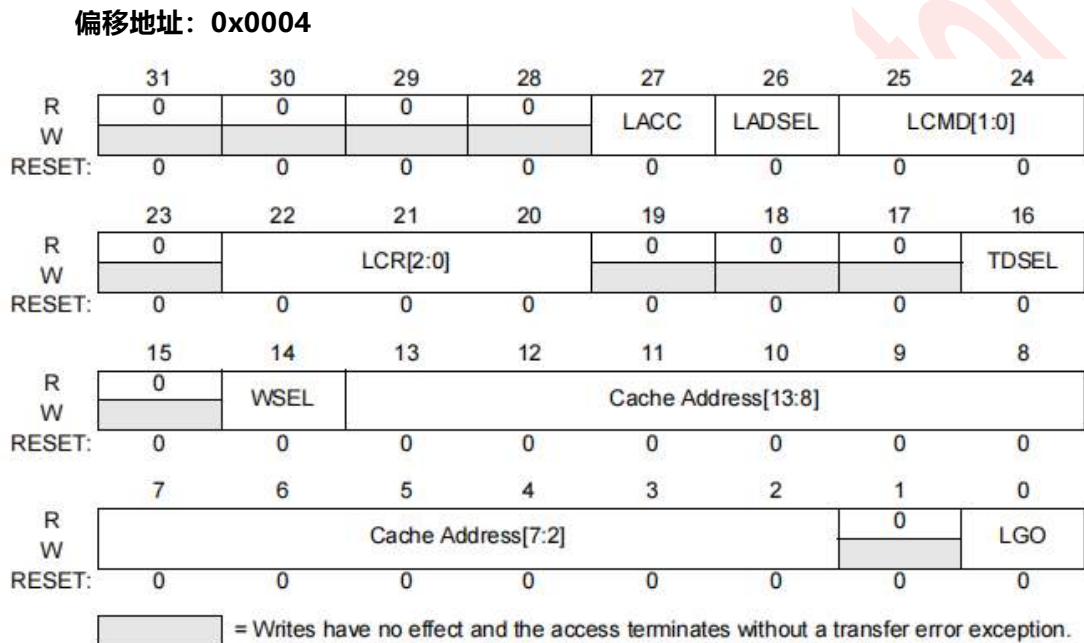 偏移地址：0x0004
31 30 29 28 27 26 25 24
R 0 0 0 0 LACC LADSEL LCMD[1:0]
W
RESET: 0 0 0 0 0 0 0 0
23 22 21 20 19 18 17 16
R 0 LCR[2:0] 0 0 0 TDSEL
W
RESET: 0 0 0 0 0 0 0 0
15 14 13 12 11 10 9 8
R 0 WSEL Cache Address[13:8]
W
RESET: 0 0 0 0 0 0 0 0
7 6 5 4 3 2 1 0
R Cache Address[7:2] 0 LGO
W
RESET: 0 0 0 0 0 0 0 0
= Writes have no effect and the access terminates without a transfer error exception.